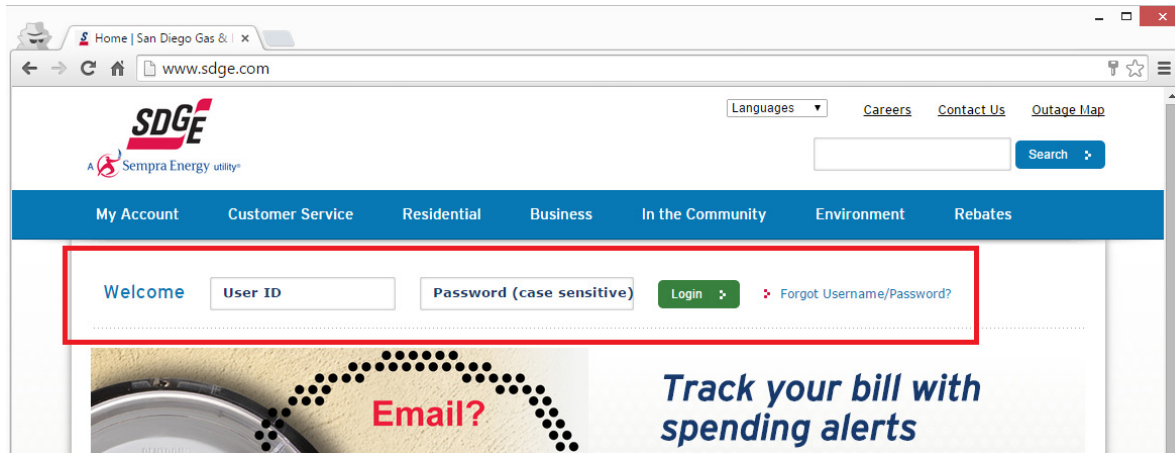 Home | San Diego Gas &
www.sdge.com
SDGE
A Sempra Energy utility®
Languages
Careers
Contact Us
Outage Map
Search
My Account
Customer Service
Residential
Business
In the Community
Environment
Rebates
Welcome
User ID
Password (case sensitive)
Login
Forgot Username/Password?
Email?
Track your bill with
spending alerts